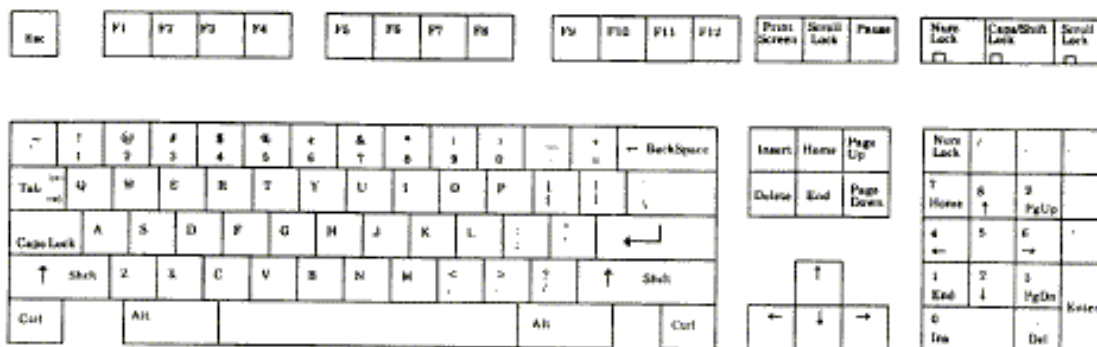 Esc F1 F2 F3 F4 F5 F6 F7 F8 F9 F10 F11 F12 Print Screen Scroll Lock Pause Num Lock Caps/Shift Lock Scroll Lock
! @ # $ % & * ( )
1 2 3 4 5 6 7 8 9 0 ← BackSpace Insert Home Page Up Num Lock /
Tab Q W E R T Y U I O P \ Delete End Page Down 7 Home 8 ↑ 9 PgUp
Caps Lock A S D F G H J K L 4 ← 5 6 →
↑ Shift Z X C V B N M < > ? / ↑ Shift ↑ 1 End 2 ↓ 3 PgDn Enter
Ctrl Alt Alt Ctrl ← ↓ → 0 Ins . Del